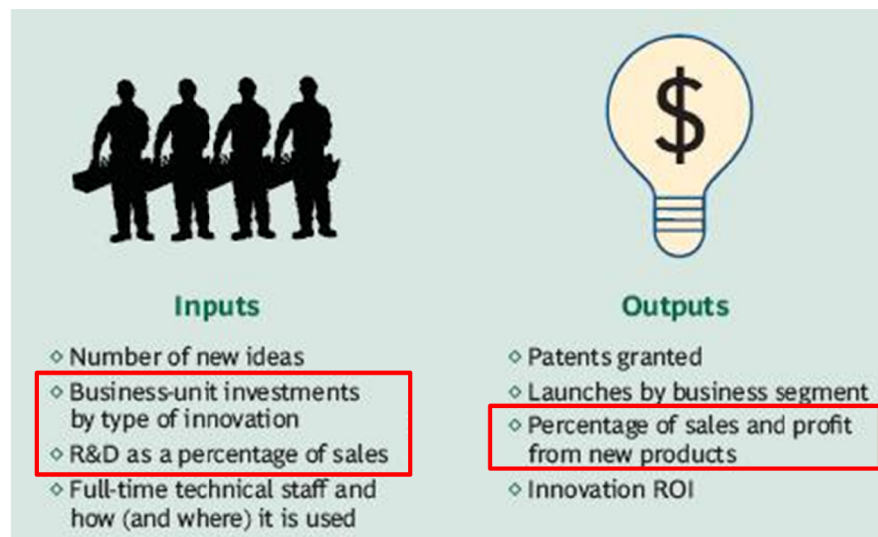 $
Inputs
◇ Number of new ideas
◇ Business-unit investments
by type of innovation
◇ R&D as a percentage of sales
◇ Full-time technical staff and
how (and where) it is used
Outputs
◇ Patents granted
◇ Launches by business segment
◇ Percentage of sales and profit
from new products
◇ Innovation ROI